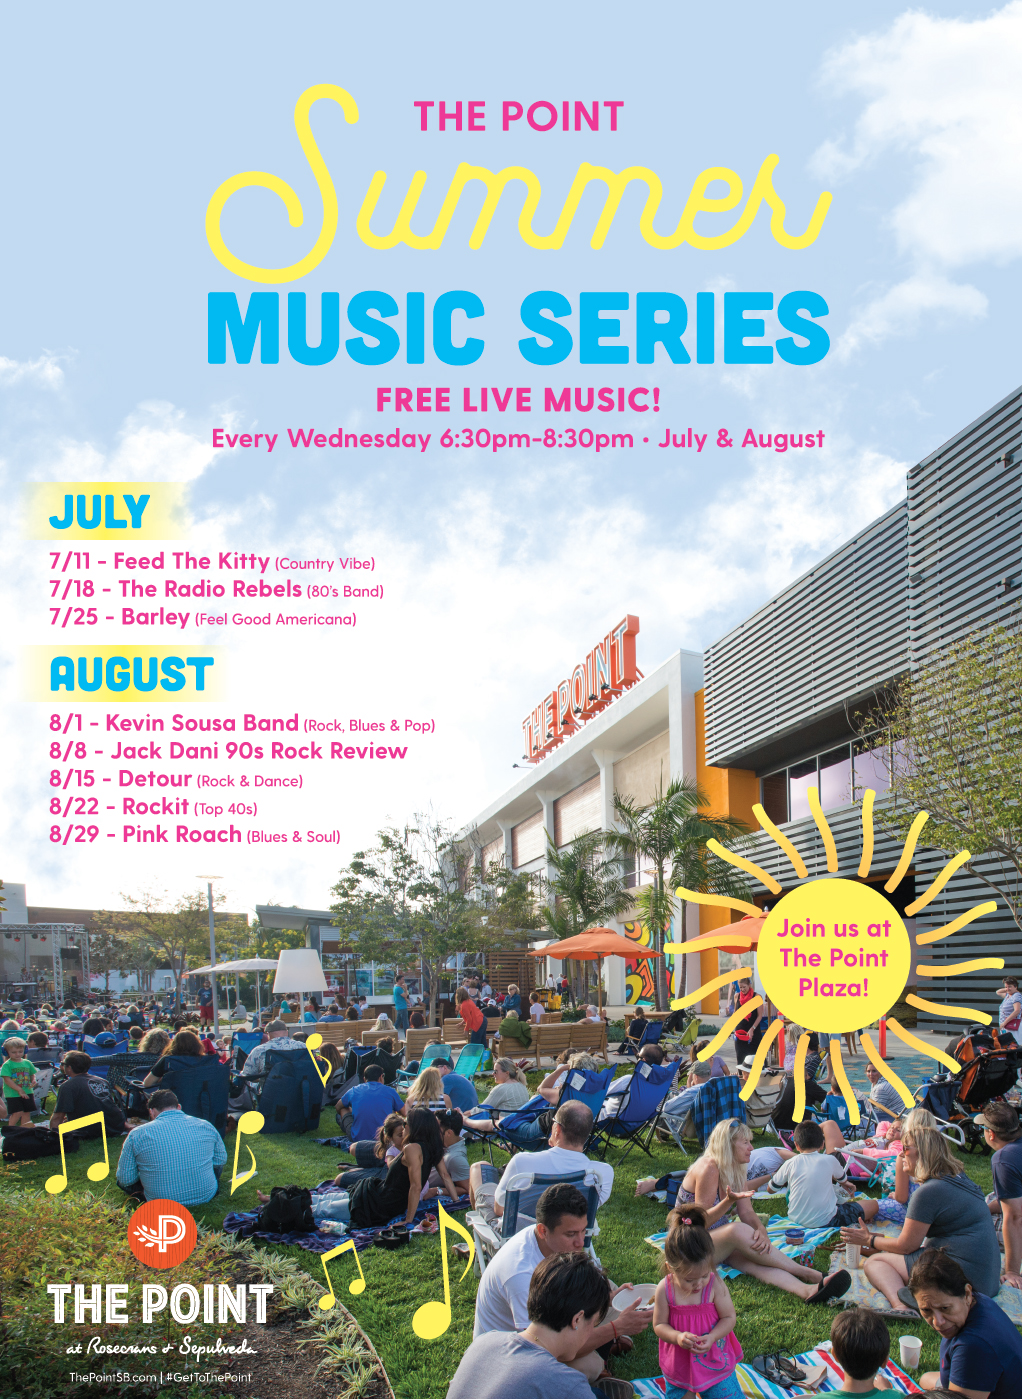 THE POINT
Summer
MUSIC SERIES
FREE LIVE MUSIC!
Every Wednesday 6:30pm-8:30pm • July & August
JULY
7/11 - Feed The Kitty (Country Vibe)
7/18 - The Radio Rebels (80's Band)
7/25 - Barley (Feel Good Americana)
AUGUST
8/1 - Kevin Sousa Band (Rock, Blues & Pop)
8/8 - Jack Dani 90s Rock Review
8/15 - Detour (Rock & Dance)
8/22 - Rockit (Top 40s)
8/29 - Pink Roach (Blues & Soul)
THE POINT
Join us at
The Point
Plaza!
P
THE POINT
at Rosecrans & Sepulveda
ThePointSB.com | #GetToThePoint